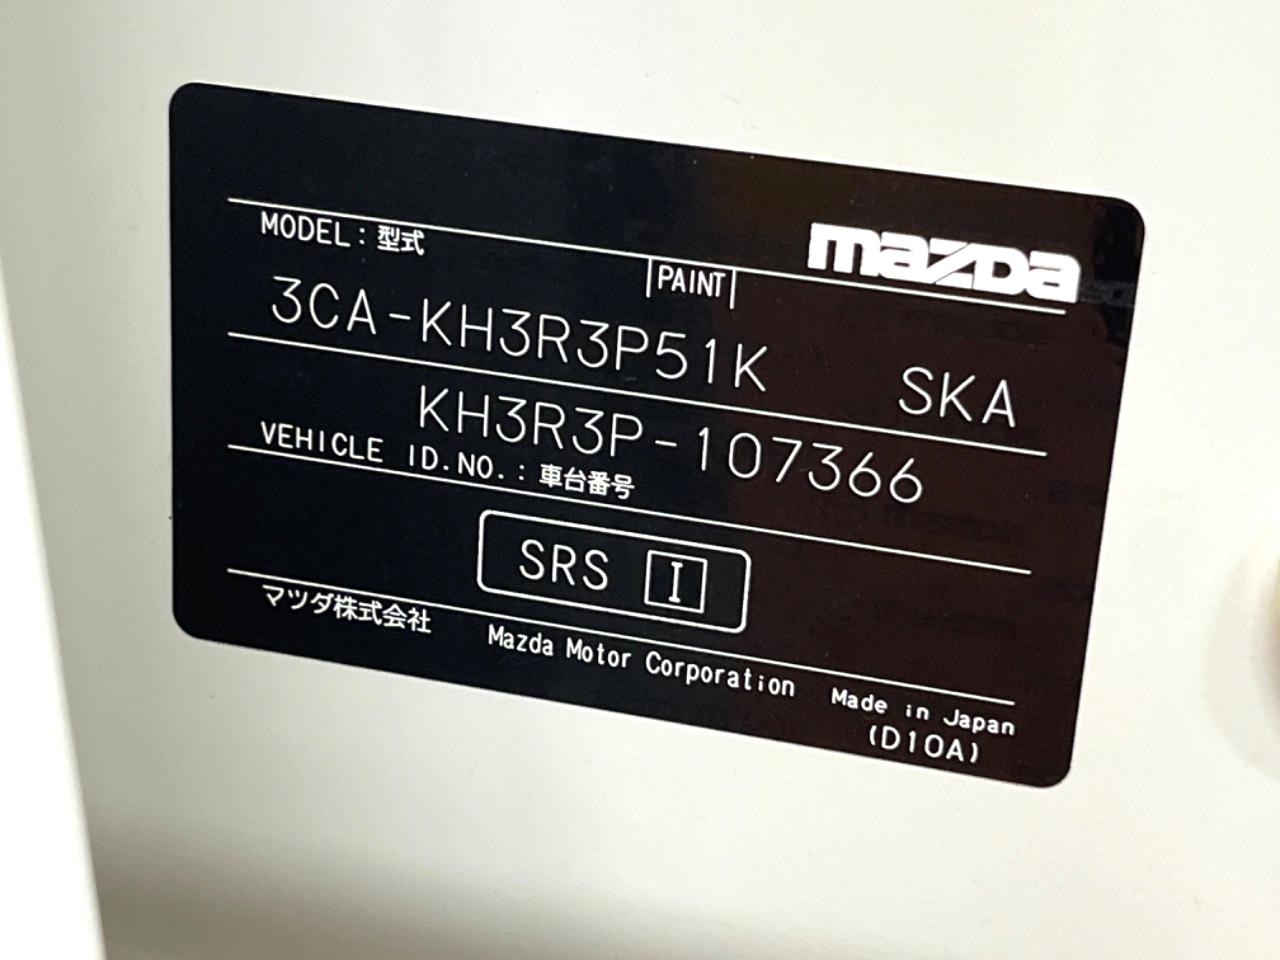 mazda
MODEL: 型式
PAINT
3CA-KH3R3P51K SKA
KH3R3P-107366
VEHICLE ID.NO.: 車台番号
SRS I
マツダ株式会社 Mazda Motor Corporation Made in Japan
(D10A)